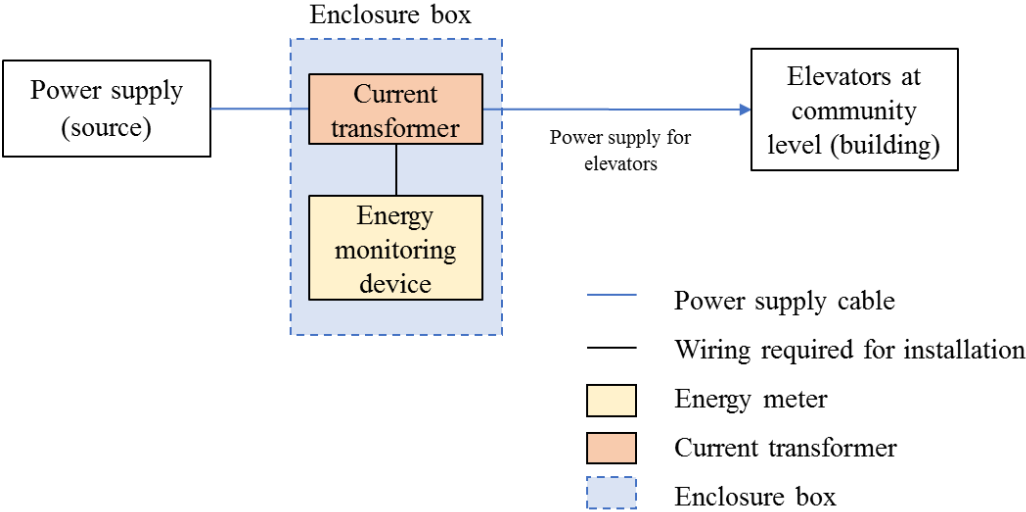 Enclosure box
Power supply
(source)
Current
transformer
Elevators at
community
level (building)
Power supply for
elevators
Energy
monitoring
device
Power supply cable
Wiring required for installation
Energy meter
Current transformer
Enclosure box